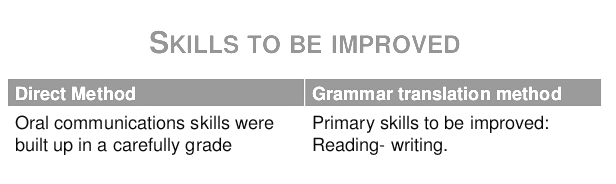 SKILLS TO BE IMPROVED
Direct Method
Grammar translation method
Oral communications skills were
built up in a carefully grade
Primary skills to be improved:
Reading- writing.